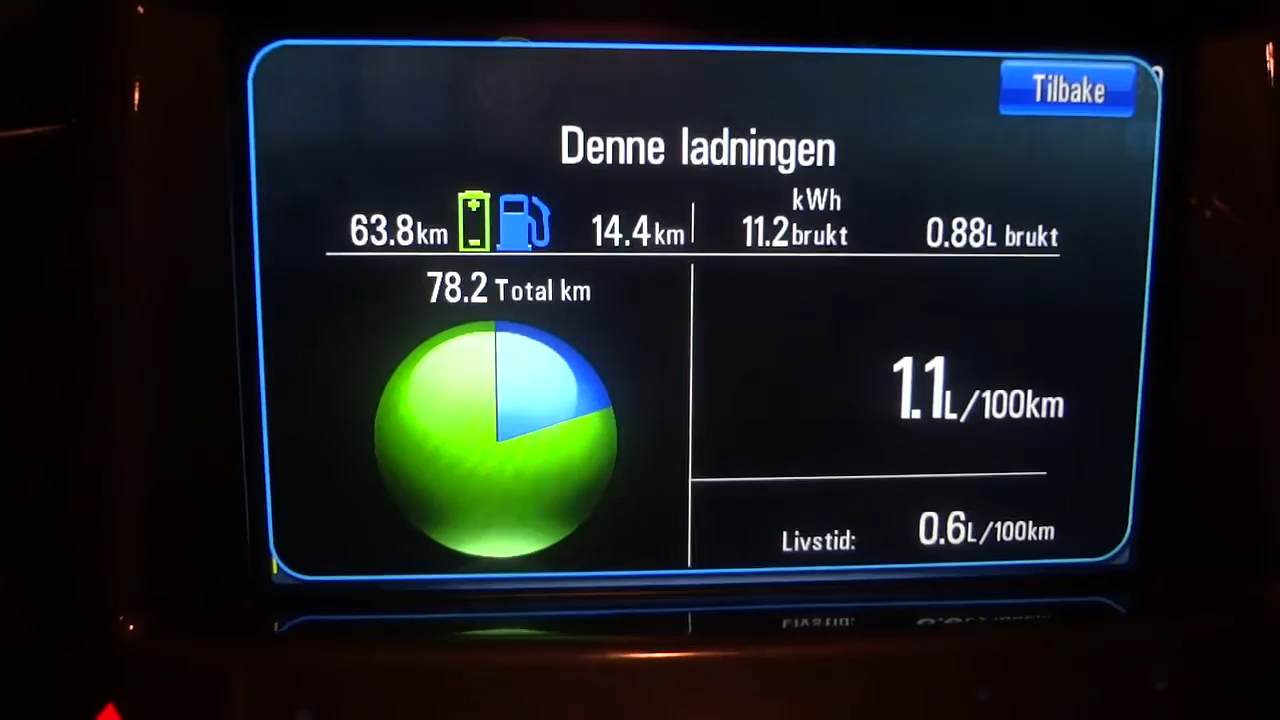 Tilbake
Denne ladningen
63.8km 14.4km kWh 11.2brukt 0.88L brukt
78.2 Total km
1.1L/100km
Livstid: 0.6L/100km